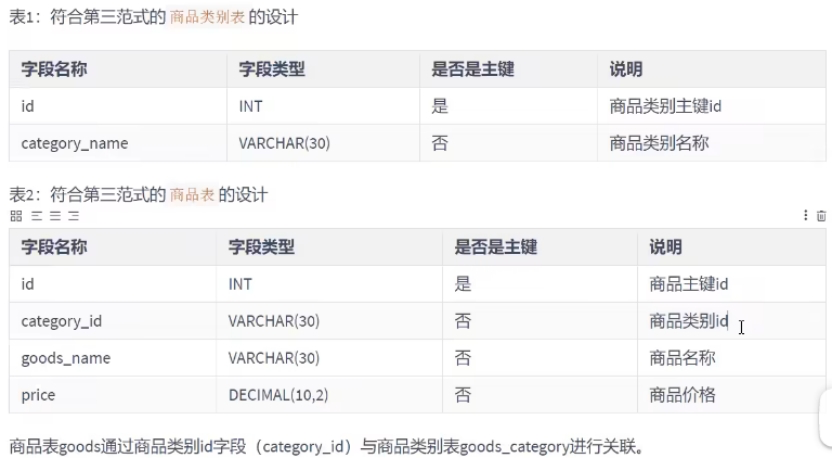 表1：符合第三范式的 商品类别表 的设计
字段名称 字段类型 是否是主键 说明
id INT 是 商品类别主键id
category_name VARCHAR(30) 否 商品类别名称
表2：符合第三范式的 商品表 的设计
字段名称 字段类型 是否是主键 说明
id INT 是 商品主键id
category_id VARCHAR(30) 否 商品类别id
goods_name VARCHAR(30) 否 商品名称
price DECIMAL(10,2) 否 商品价格
商品表goods通过商品类别id字段（category_id）与商品类别表goods_category进行关联。